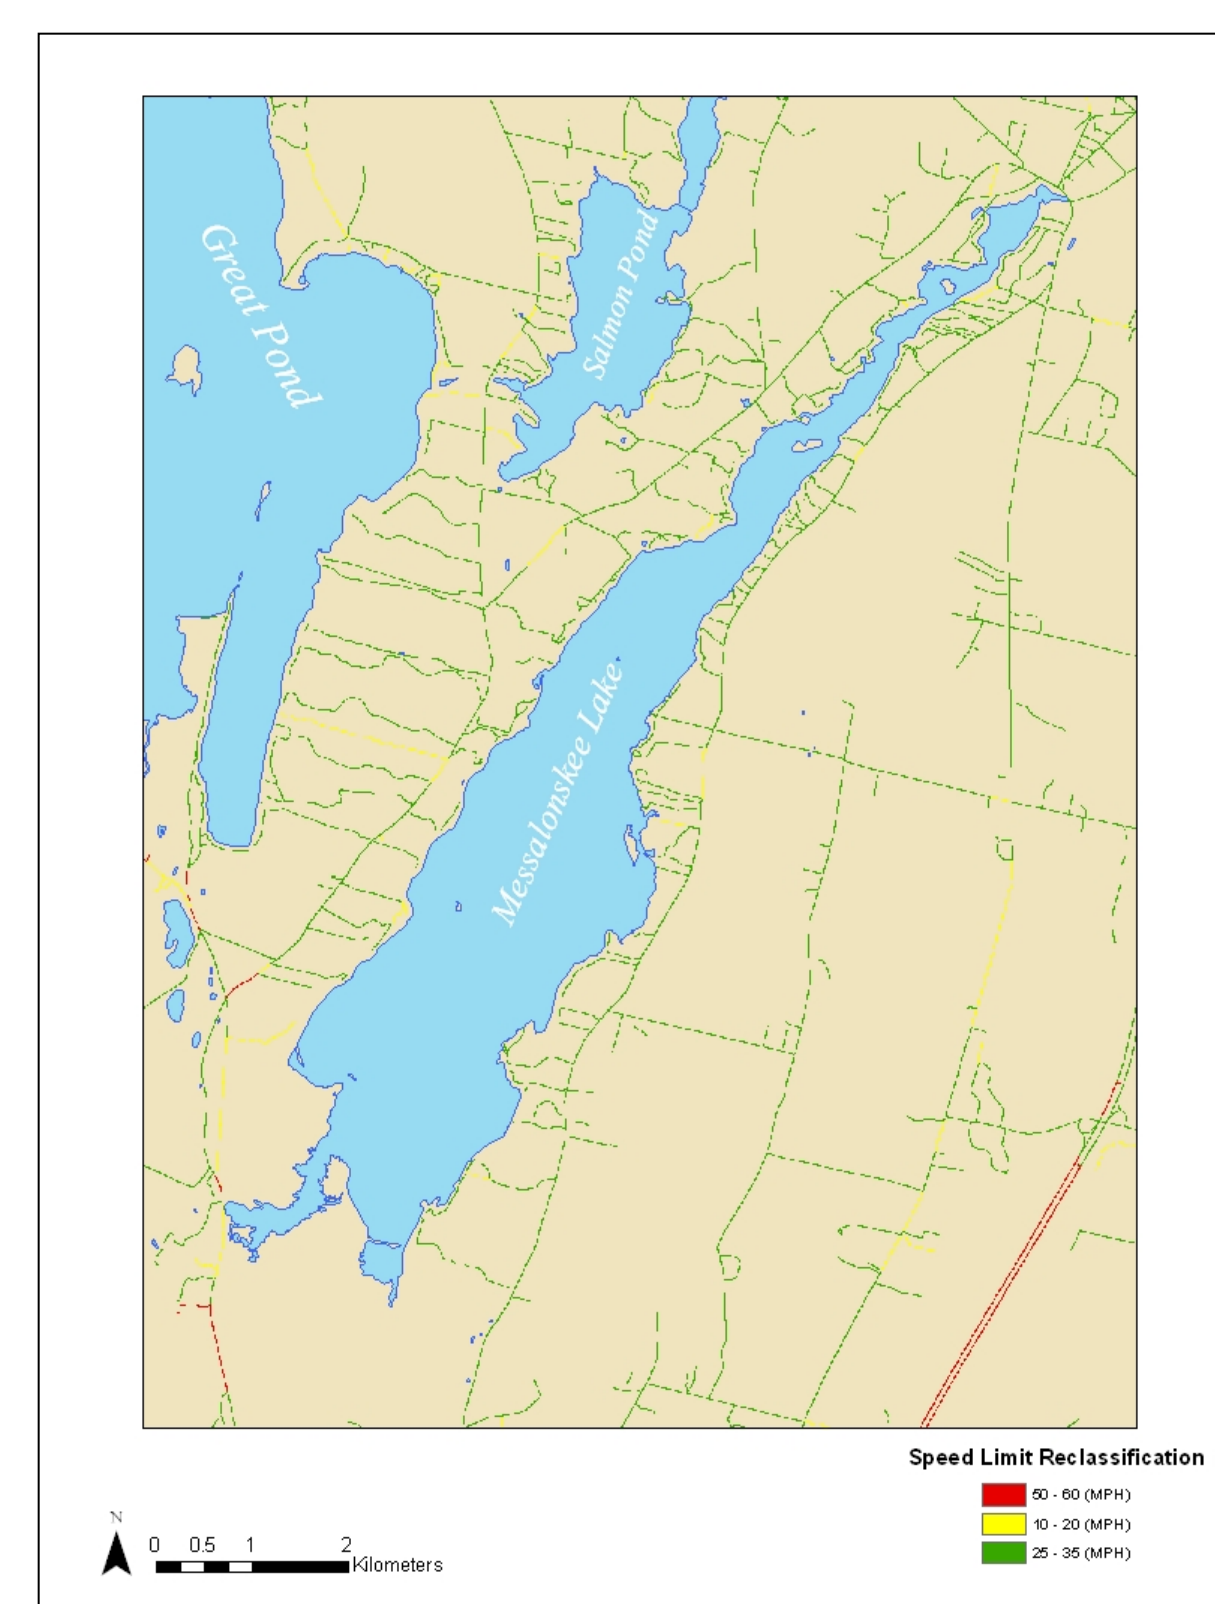 Great Pond
Salmon Pond
Messalonskee Lake
Speed Limit Reclassification
50 - 60 (MPH)
10 - 20 (MPH)
25 - 35 (MPH)
N
0 0.5 1 2
Kilometers